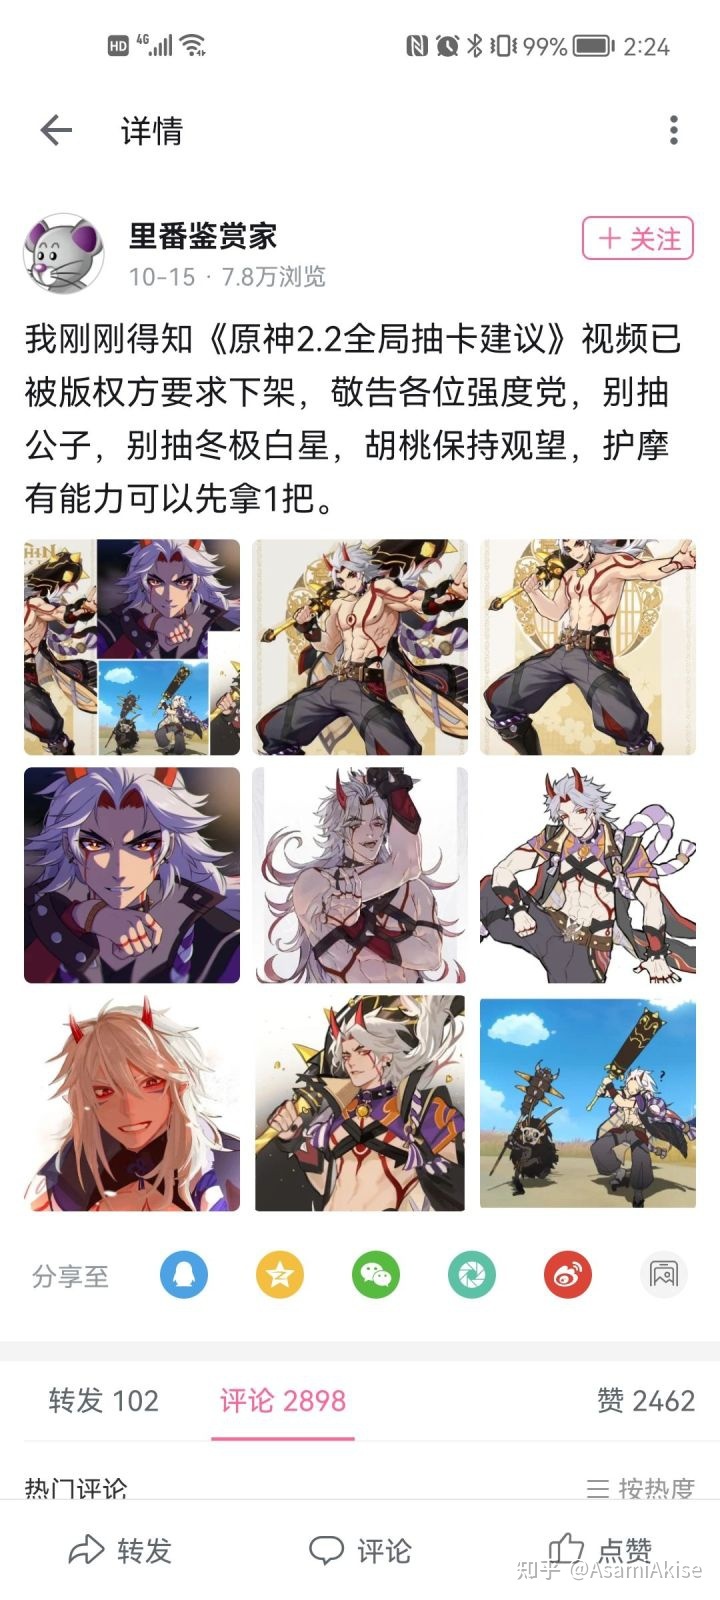 HD 4G 99% 2:24
详情
里番鉴赏家
+ 关注
10-15 · 7.8万浏览
我刚刚得知《原神2.2全局抽卡建议》视频已
被版权方要求下架，敬告各位强度党，别抽
公子，别抽冬极白星，胡桃保持观望，护摩
有能力可以先拿1把。
?
分享至
转发 102
评论 2898
赞 2462
热门评论
按热度
转发
评论
点赞
知乎 @AsamiAkise